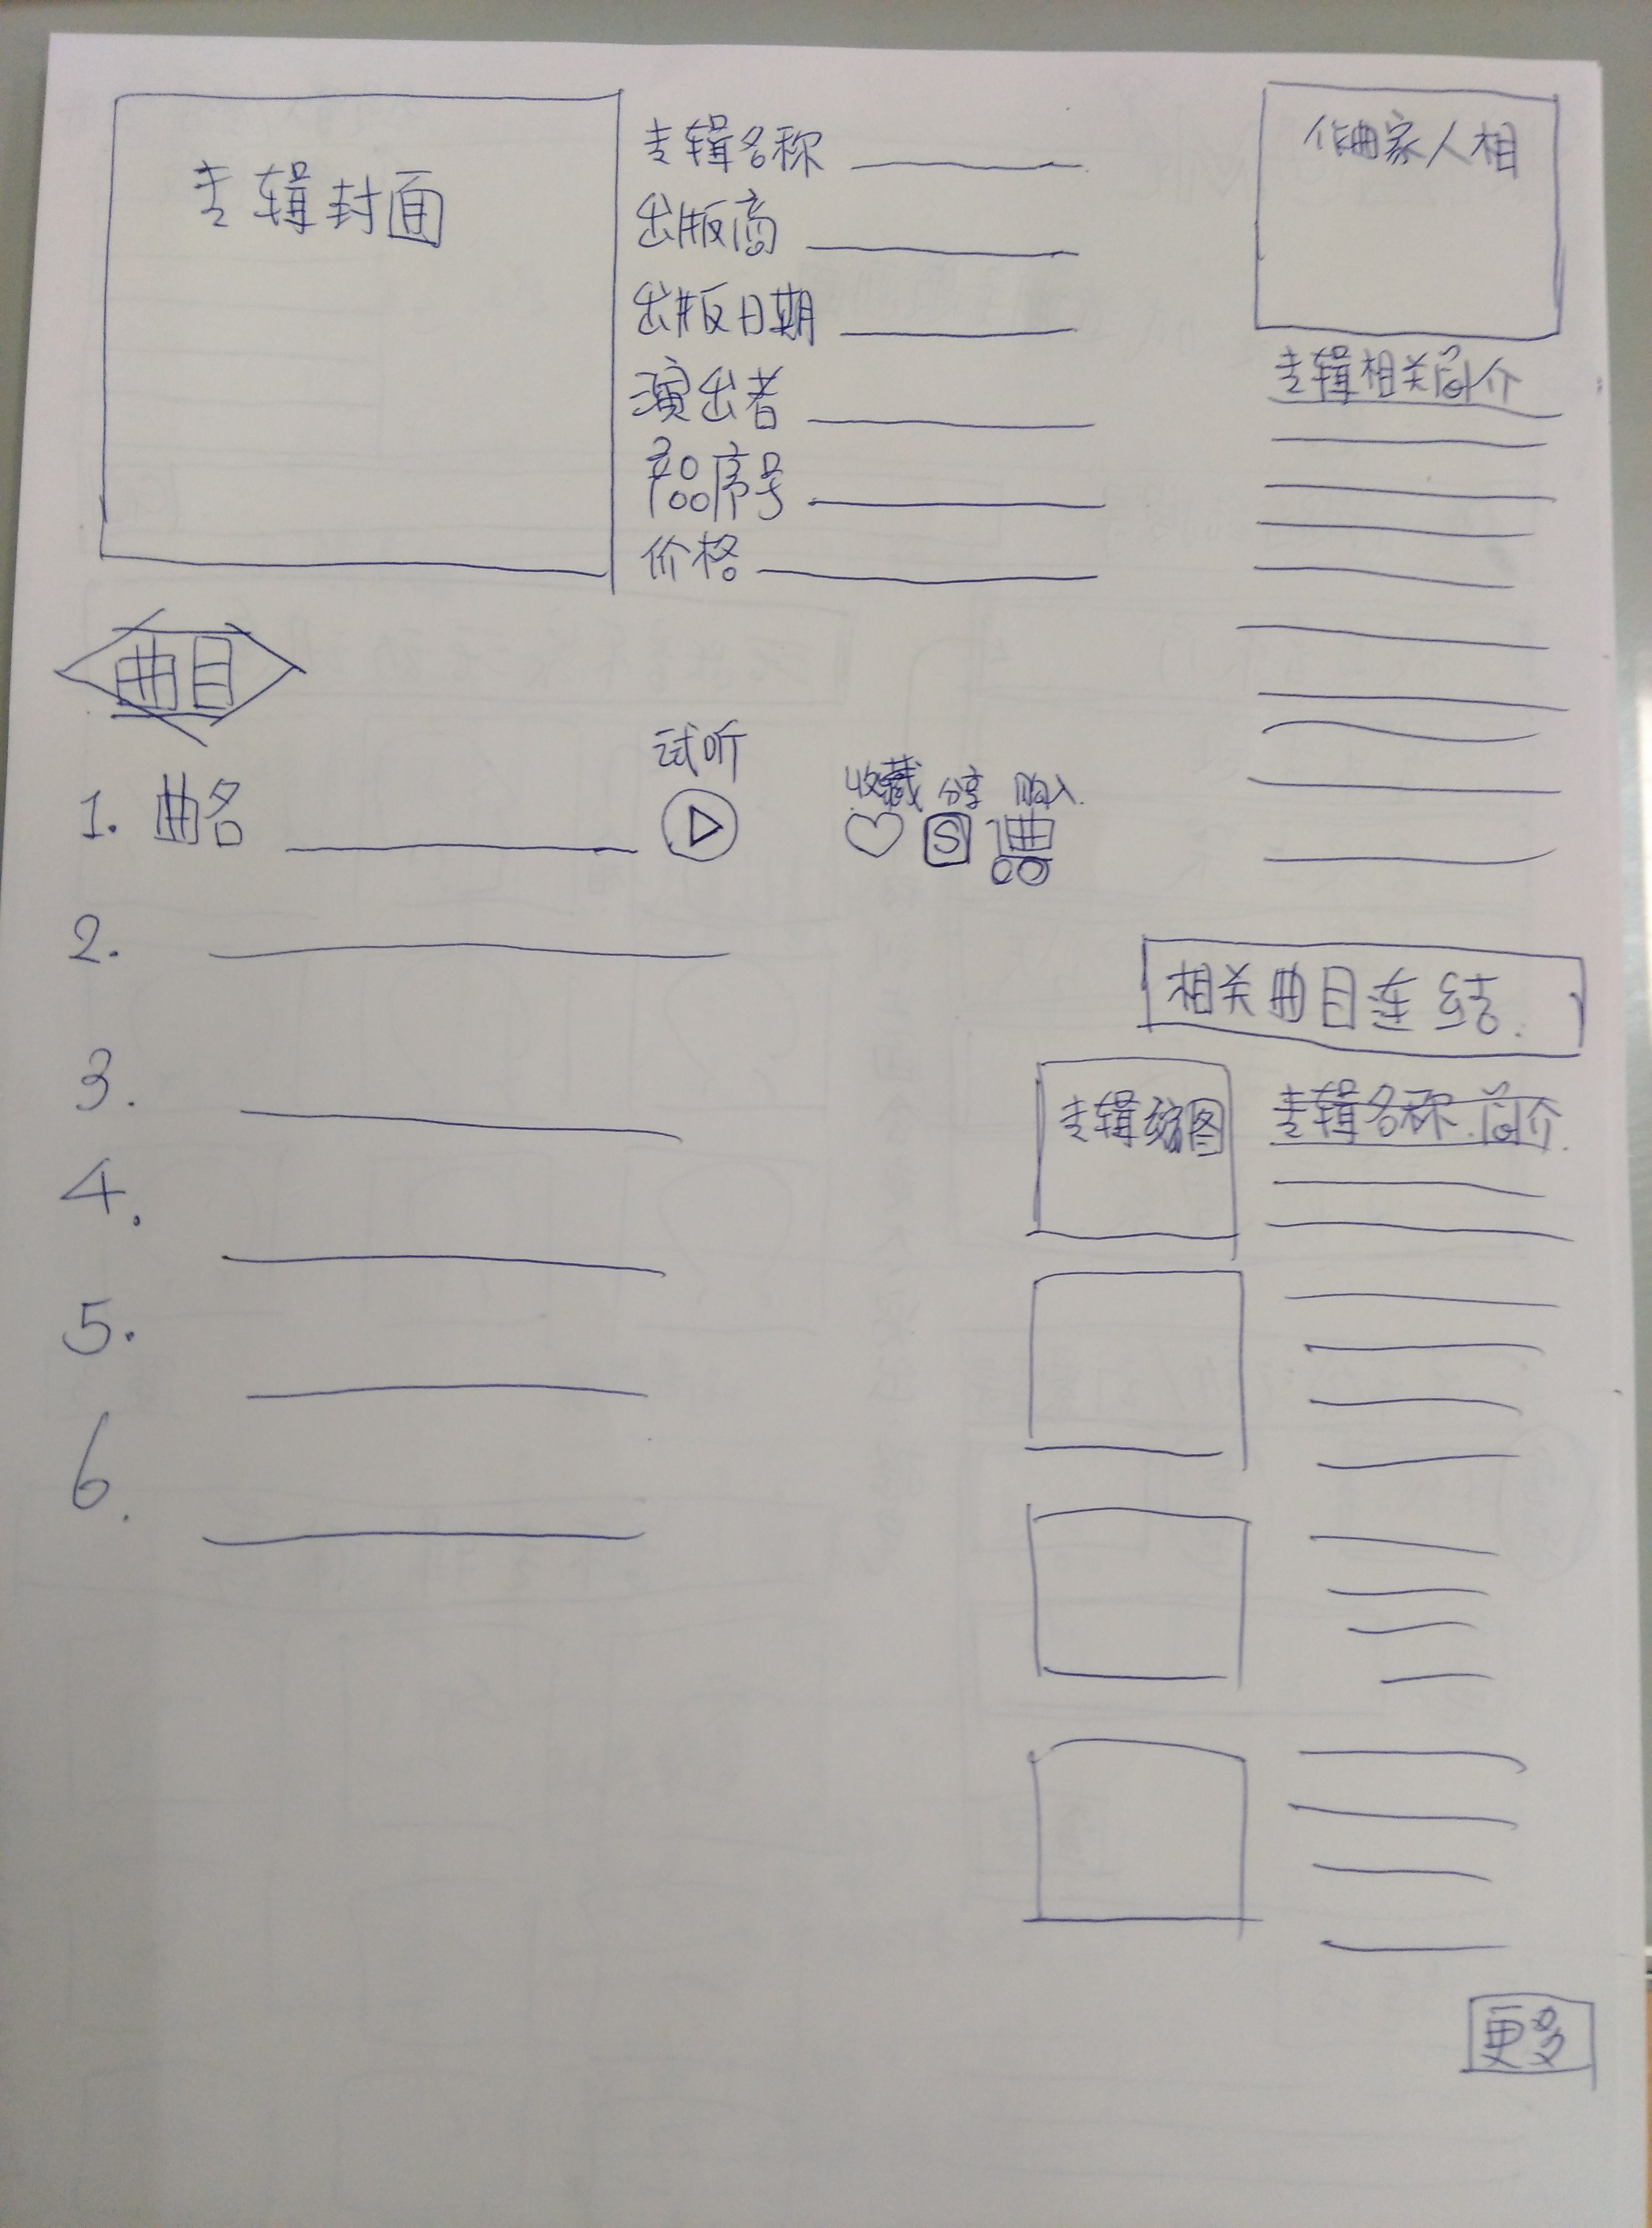 专辑封面
专辑名称
出版商
出版日期
演出者
产品序号
价格
作曲家人相
专辑相关简介
曲目
试听
收藏 分享 购入.
1. 曲名
S
2.
3.
4.
5.
6.
相关曲目连结.
专辑缩图
专辑名称.简介.
更多